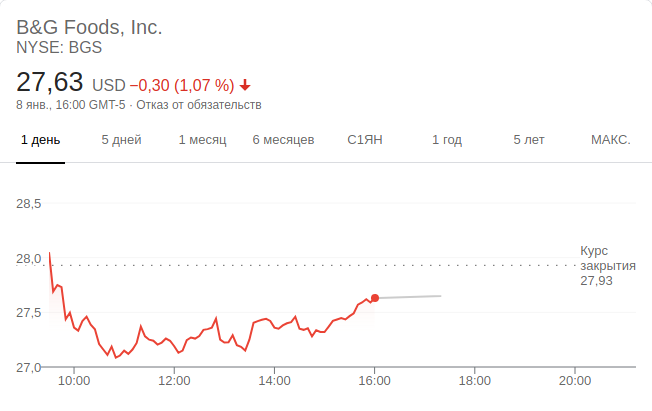 B&G Foods, Inc.
NYSE: BGS
27,63 USD −0,30 (1,07 %)
8 янв., 16:00 GMT-5 · Отказ от обязательств
1 день 5 дней 1 месяц 6 месяцев С1ЯН 1 год 5 лет МАКС.
28,5
Курс
28,0 закрытия
27,93
27,5
27,0
10:00 12:00 14:00 16:00 18:00 20:00